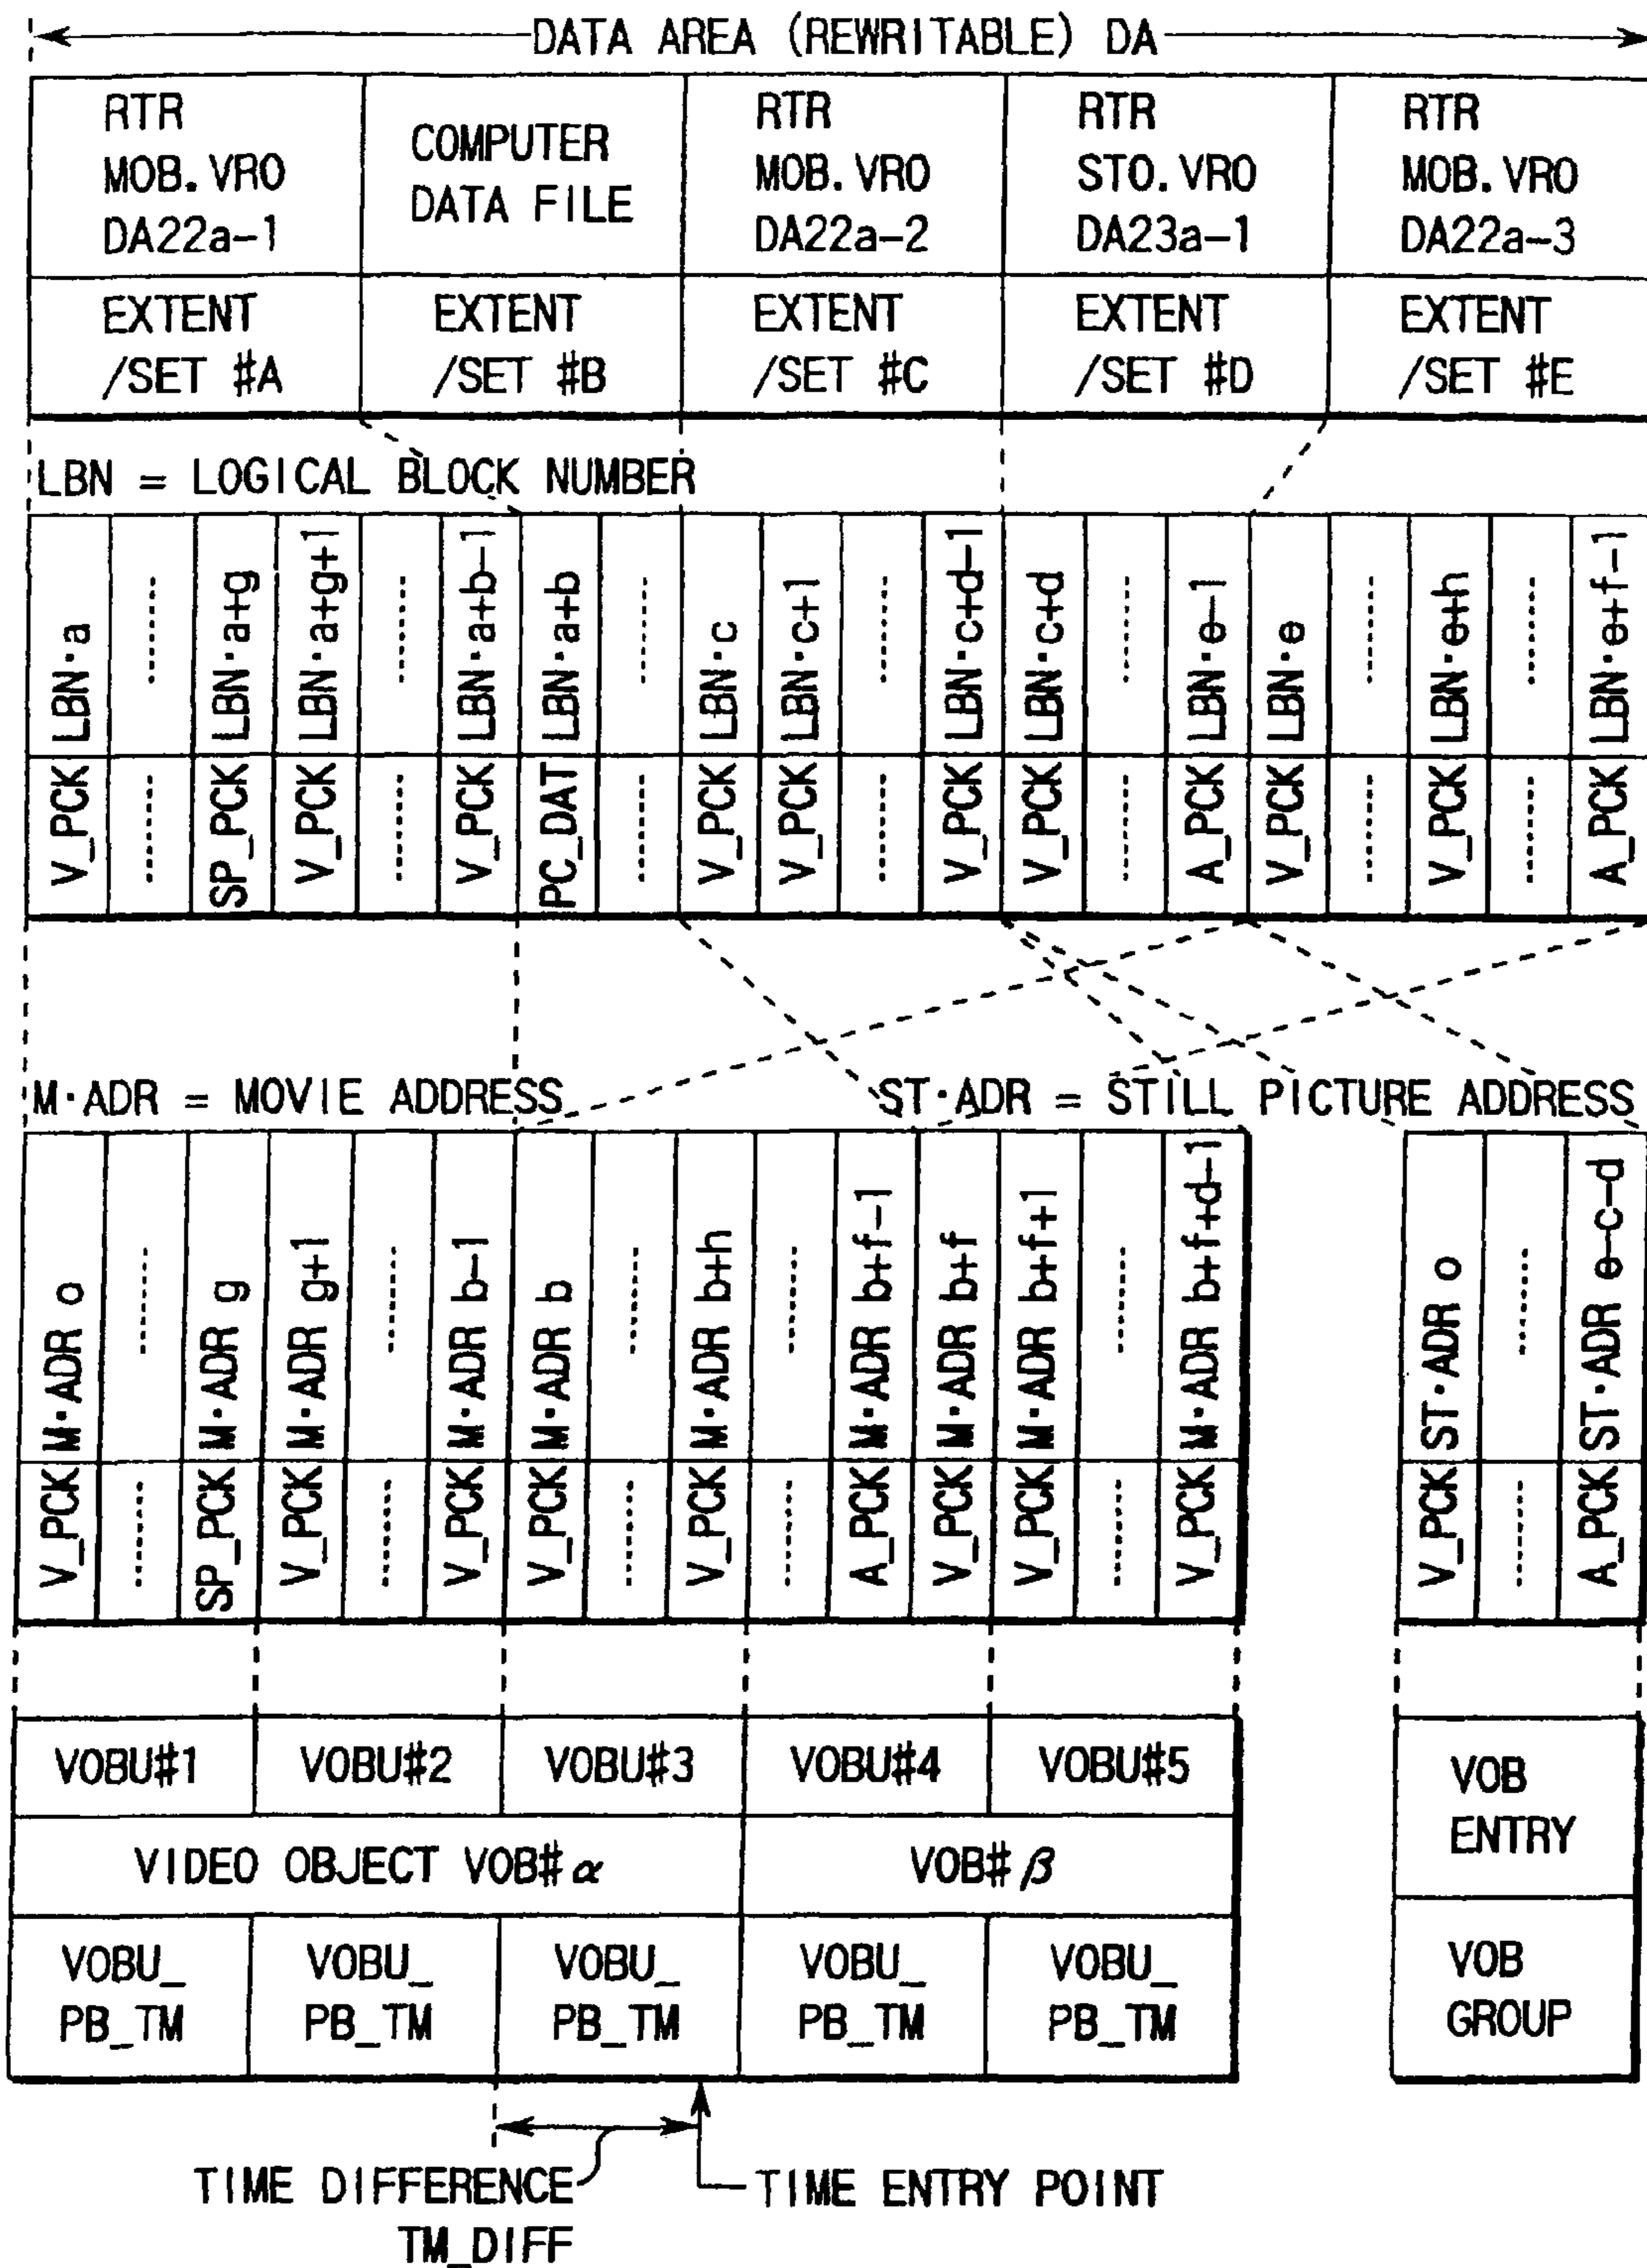 DATA AREA (REWRITABLE) DA
RTR
MOB.VRO
DA22a-1
COMPUTER
DATA FILE
RTR
MOB.VRO
DA22a-2
RTR
STO.VRO
DA23a-1
RTR
MOB.VRO
DA22a-3
EXTENT
/SET #A
EXTENT
/SET #B
EXTENT
/SET #C
EXTENT
/SET #D
EXTENT
/SET #E
LBN = LOGICAL BLOCK NUMBER
V_PCK LBN·a
SP_PCK LBN·a+g
V_PCK LBN·a+g+1
V_PCK LBN·a+b-1
PC_DAT LBN·a+b
V_PCK LBN·c
V_PCK LBN·c+1
V_PCK LBN·c+d-1
V_PCK LBN·c+d
A_PCK LBN·e-1
V_PCK LBN·e
V_PCK LBN·e+h
A_PCK LBN·e+f-1
M·ADR = MOVIE ADDRESS
ST·ADR = STILL PICTURE ADDRESS
V_PCK M·ADR o
SP_PCK M·ADR g
V_PCK M·ADR g+1
V_PCK M·ADR b-1
V_PCK M·ADR b
V_PCK M·ADR b+h
A_PCK M·ADR b+f-1
V_PCK M·ADR b+f
V_PCK M·ADR b+f+1
V_PCK M·ADR b+f+d-1
V_PCK ST·ADR o
A_PCK ST·ADR e-c-d
VOBU#1
VOBU#2
VOBU#3
VOBU#4
VOBU#5
VOB
ENTRY
VIDEO OBJECT VOB#α
VOB#β
VOBU_
PB_TM
VOBU_
PB_TM
VOBU_
PB_TM
VOBU_
PB_TM
VOBU_
PB_TM
VOB
GROUP
TIME DIFFERENCE
TM_DIFF
TIME ENTRY POINT